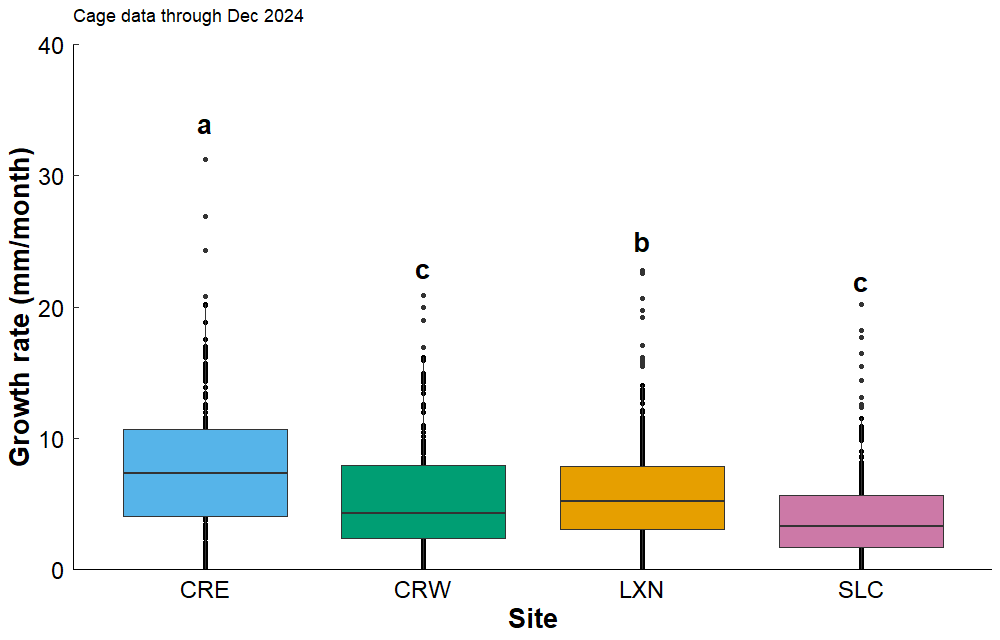 Cage data through Dec 2024
40
30
20
10
0
Growth rate (mm/month)
a
c
b
c
CRE CRW LXN SLC
Site